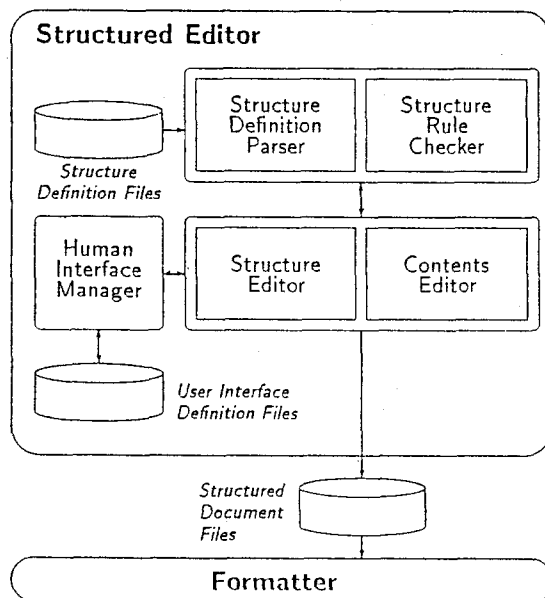 Structured Editor
Structure
Definition
Parser
Structure
Rule
Checker
Structure
Definition Files
Human
Interface
Manager
Structure
Editor
Contents
Editor
User Interface
Definition Files
Structured
Document
Files
Formatter